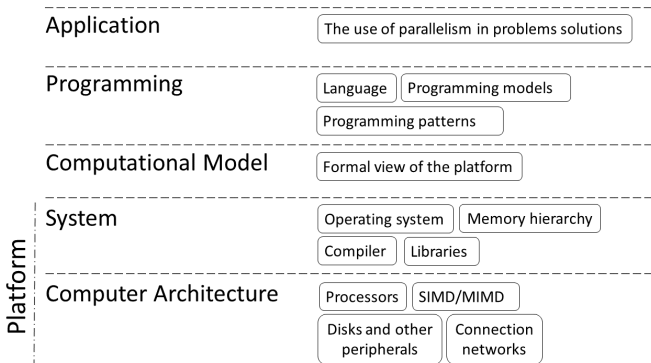 Application
The use of parallelism in problems solutions
Programming
Language
Programming models
Programming patterns
Computational Model
Formal view of the platform
Platform
System
Operating system
Memory hierarchy
Compiler
Libraries
Computer Architecture
Processors
SIMD/MIMD
Disks and other
peripherals
Connection
networks